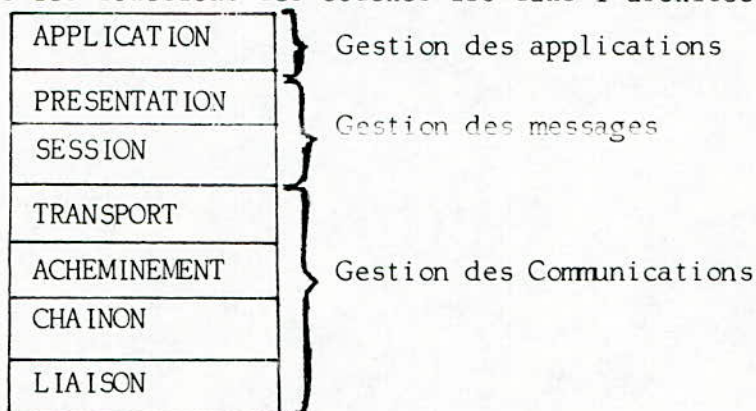 APPLICATION
Gestion des applications
PRESENTATION
Gestion des messages
SESSION
TRANSPORT
ACHEMINEMENT
Gestion des Communications
CHAINON
LIAISON